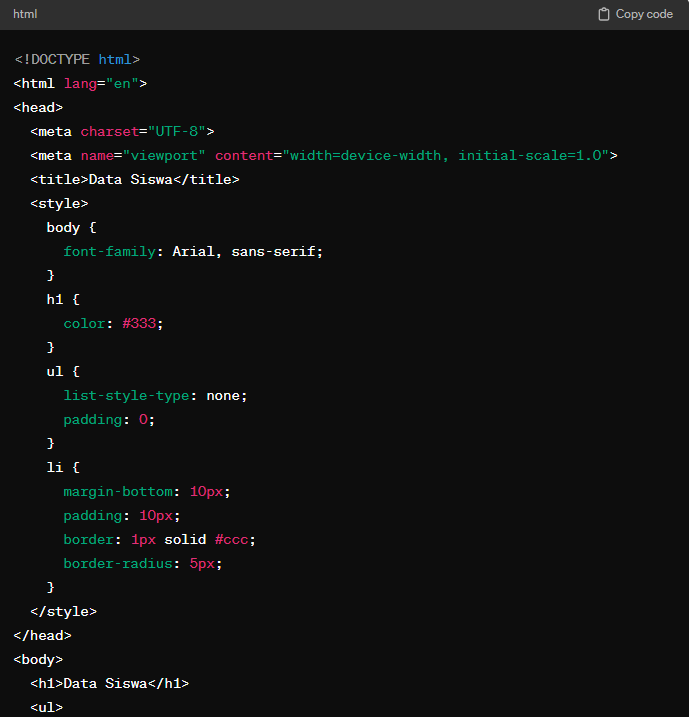 html
Copy code
<!DOCTYPE html>
<html lang="en">
<head>
  <meta charset="UTF-8">
  <meta name="viewport" content="width=device-width, initial-scale=1.0">
  <title>Data Siswa</title>
  <style>
    body {
      font-family: Arial, sans-serif;
    }
    h1 {
      color: #333;
    }
    ul {
      list-style-type: none;
      padding: 0;
    }
    li {
      margin-bottom: 10px;
      padding: 10px;
      border: 1px solid #ccc;
      border-radius: 5px;
    }
  </style>
</head>
<body>
  <h1>Data Siswa</h1>
  <ul>